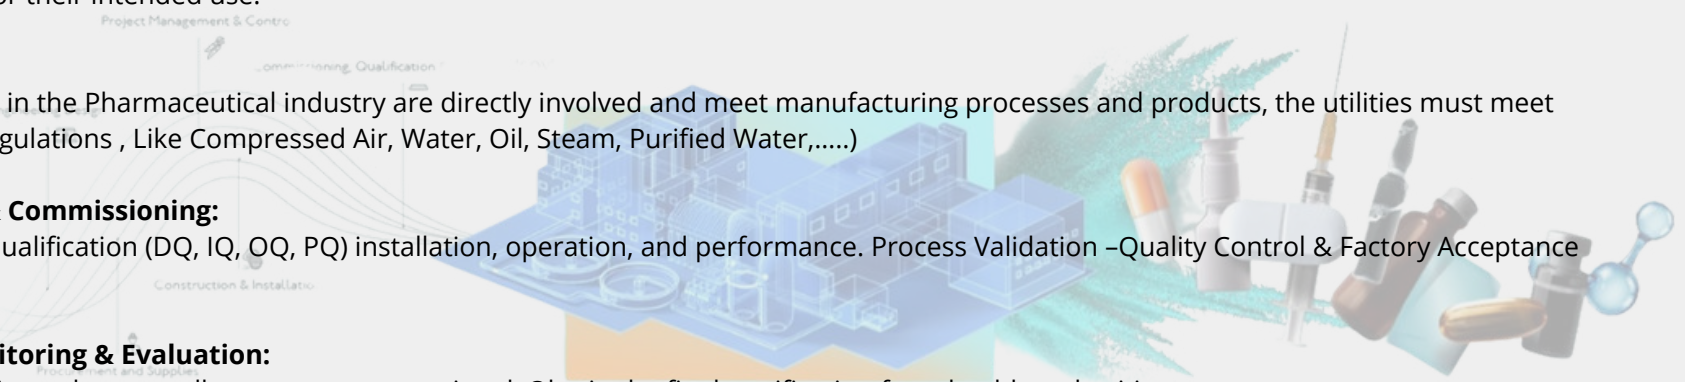 their intended use.
Project Management & Contro
Commissioning, Qualification
in the Pharmaceutical industry are directly involved and meet manufacturing processes and products, the utilities must meet
gulations , Like Compressed Air, Water, Oil, Steam, Purified Water,.....)
Commissioning:
ualification (DQ, IQ, OQ, PQ) installation, operation, and performance. Process Validation –Quality Control & Factory Acceptance
Construction & Installatio
itoring & Evaluation:
Procurement and Supplies